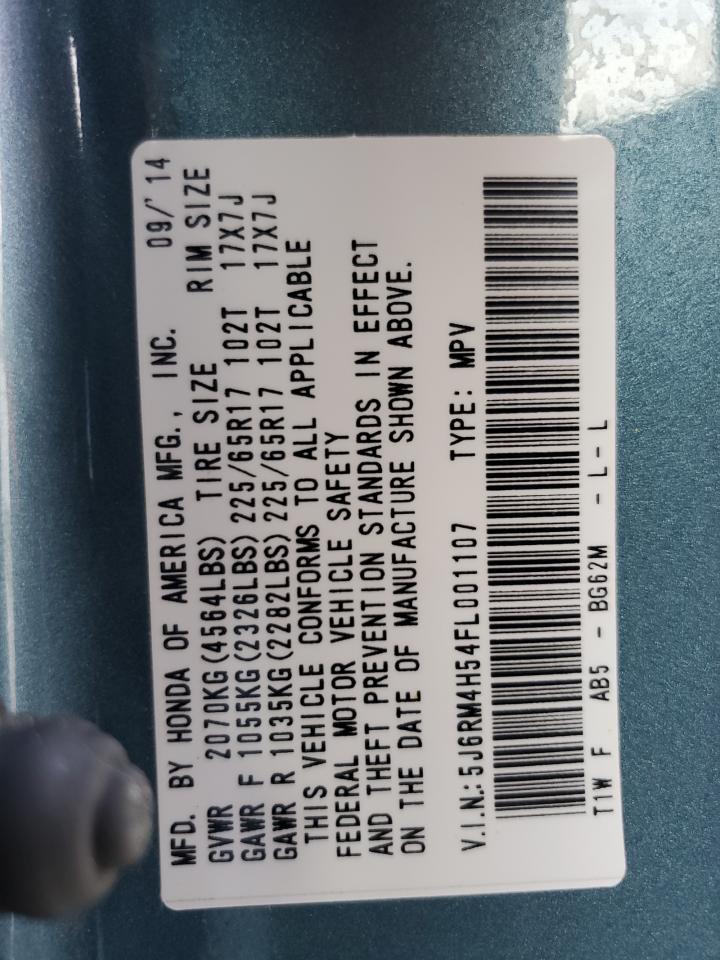 MFD. BY HONDA OF AMERICA MFG., INC. 09/'14
GVWR 2070KG(4564LBS) TIRE SIZE RIM SIZE
GAWR F 1055KG(2326LBS) 225/65R17 102T 17X7J
GAWR R 1035KG(2282LBS) 225/65R17 102T 17X7J
THIS VEHICLE CONFORMS TO ALL APPLICABLE
FEDERAL MOTOR VEHICLE SAFETY
AND THEFT PREVENTION STANDARDS IN EFFECT
ON THE DATE OF MANUFACTURE SHOWN ABOVE.
V.I.N.:5J6RM4H54FL001107 TYPE: MPV
T1W F AB5 - BG62M - L - L